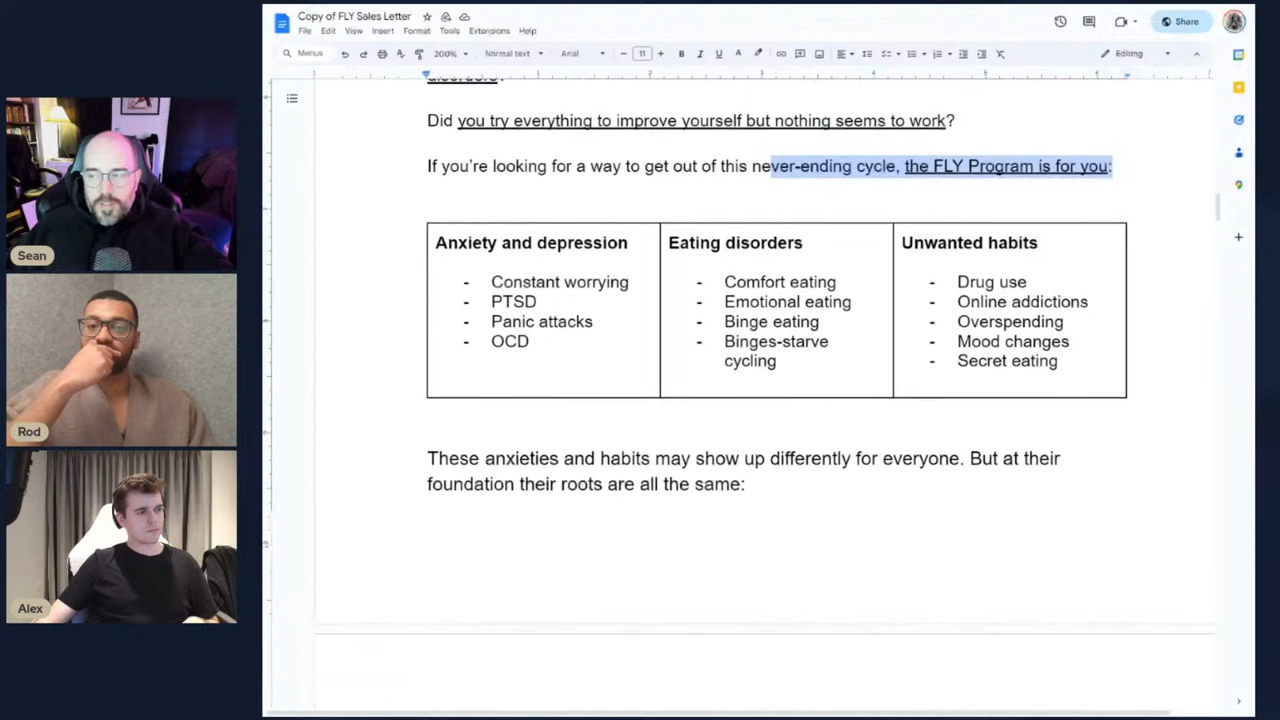 Copy of FLY Sales Letter
File Edit View Insert Format Tools Extensions Help
Share
Menus
200%
Normal text
Arial
11
Editing
disorders?
Did you try everything to improve yourself but nothing seems to work?
If you're looking for a way to get out of this never-ending cycle, the FLY Program is for you:
Anxiety and depression
- Constant worrying
- PTSD
- Panic attacks
- OCD
Eating disorders
- Comfort eating
- Emotional eating
- Binge eating
- Binges-starve
cycling
Unwanted habits
- Drug use
- Online addictions
- Overspending
- Mood changes
- Secret eating
These anxieties and habits may show up differently for everyone. But at their
foundation their roots are all the same:
Sean
Rod
Alex